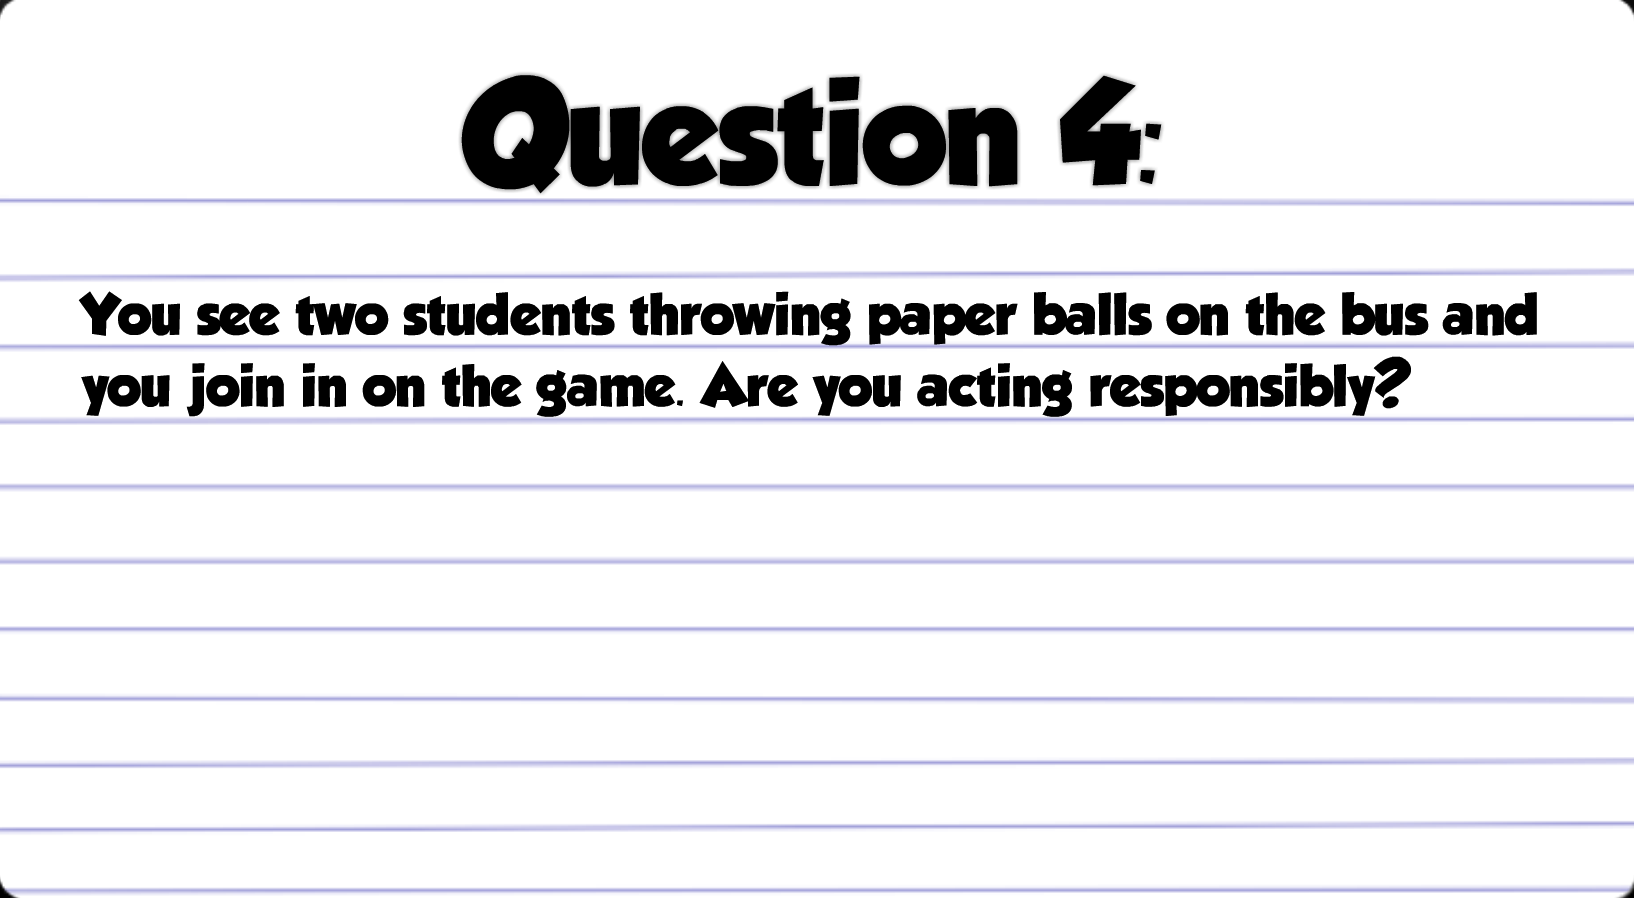 Question 4:
You see two students throwing paper balls on the bus and
you join in on the game. Are you acting responsibly?